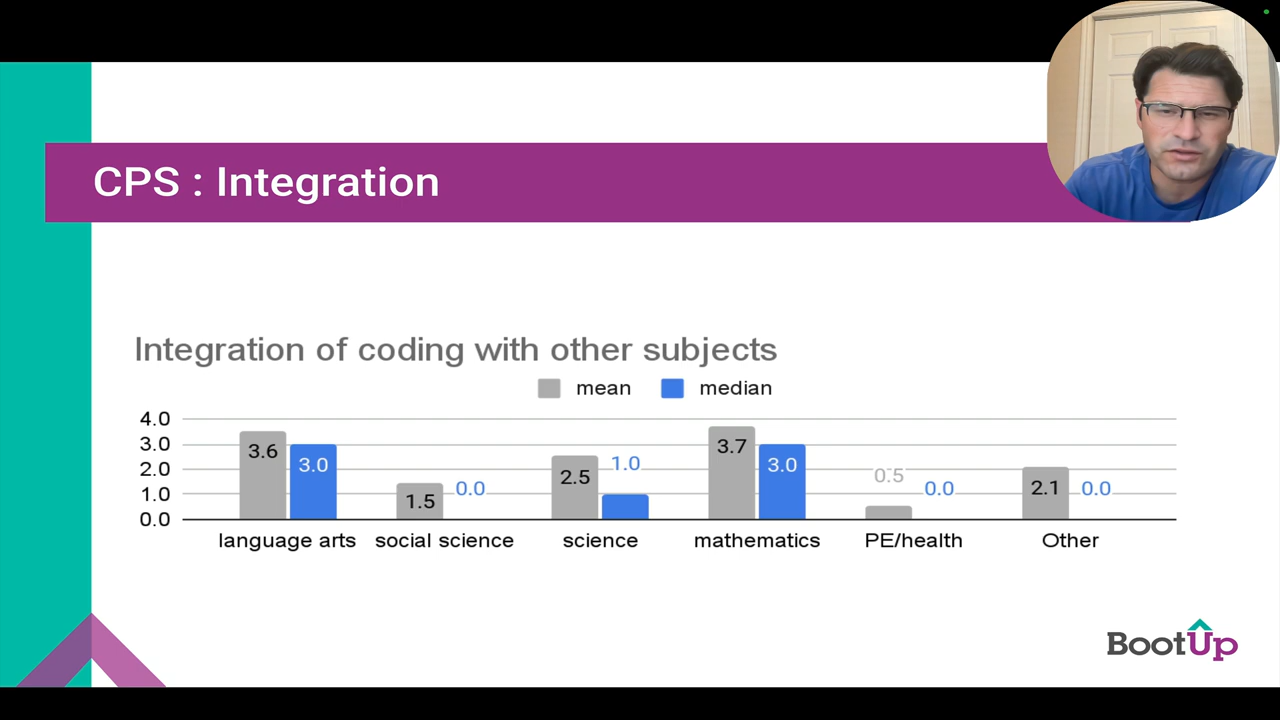 CPS : Integration
Integration of coding with other subjects
mean median
4.0
3.0
2.0
1.0
0.0
3.6 3.0
1.5 0.0
2.5 1.0
3.7 3.0
0.5 0.0
2.1 0.0
language arts social science science mathematics PE/health Other
BootUp